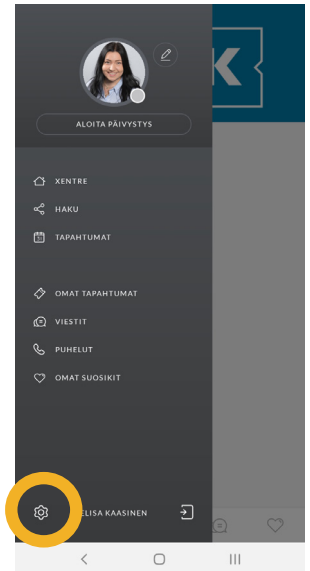 K
ALOITA PÄIVYSTYS
XENTRE
HAKU
TAPAHTUMAT
OMAT TAPAHTUMAT
VIESTIT
PUHELUT
OMAT SUOSIKIT
ELISA KAASINEN